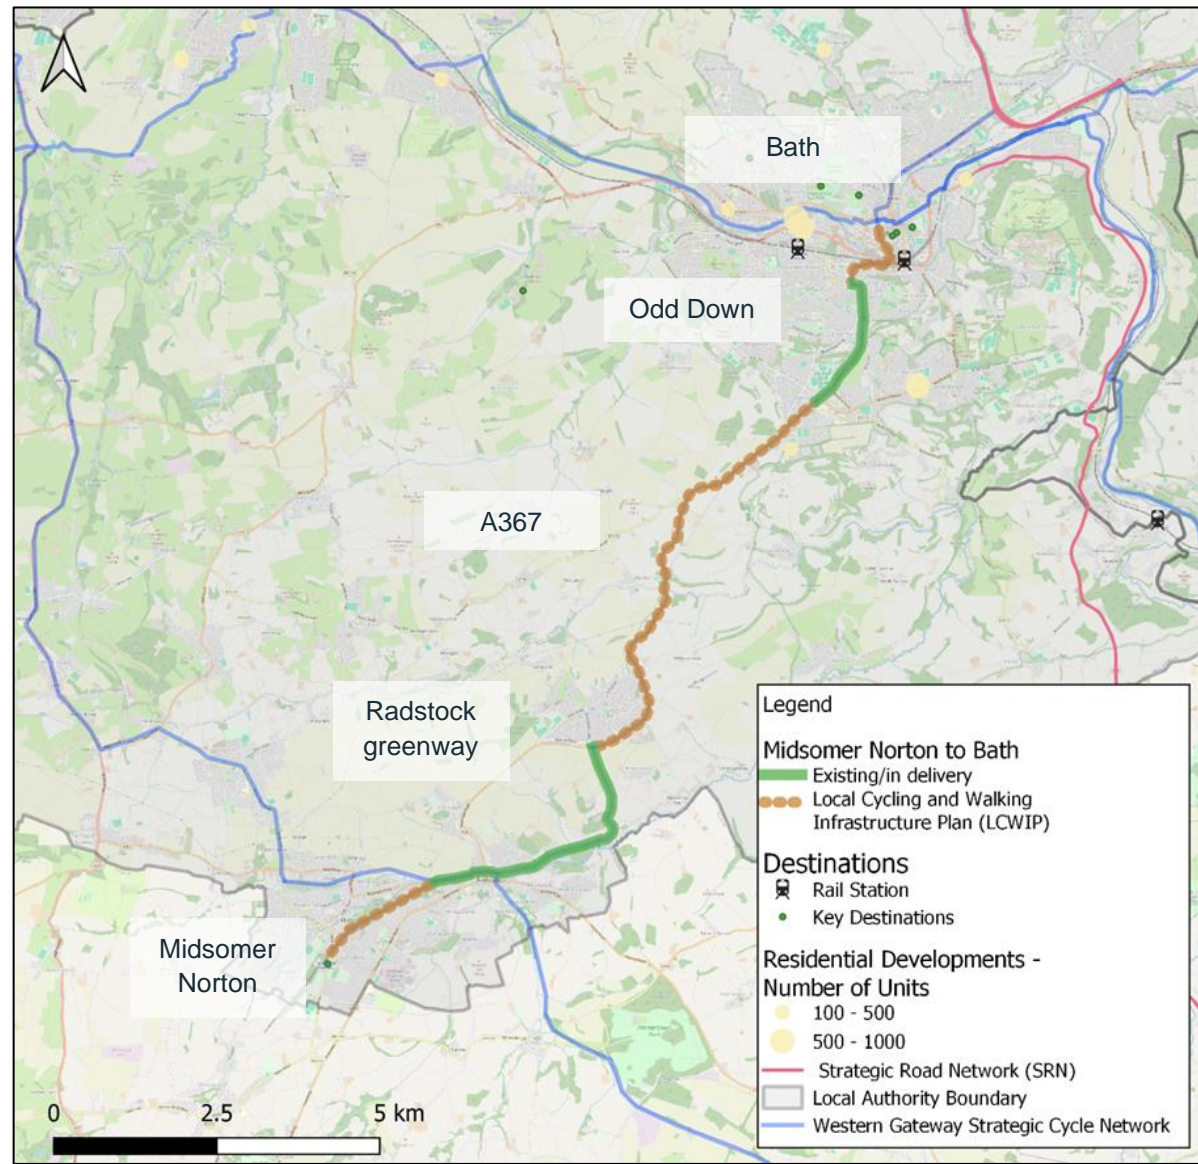 Bath
Odd Down
A367
Radstock
greenway
Midsomer
Norton
Legend
Midsomer Norton to Bath
Existing/in delivery
Local Cycling and Walking
Infrastructure Plan (LCWIP)
Destinations
Rail Station
Key Destinations
Residential Developments -
Number of Units
100 - 500
500 - 1000
Strategic Road Network (SRN)
Local Authority Boundary
Western Gateway Strategic Cycle Network
0 2.5 5 km